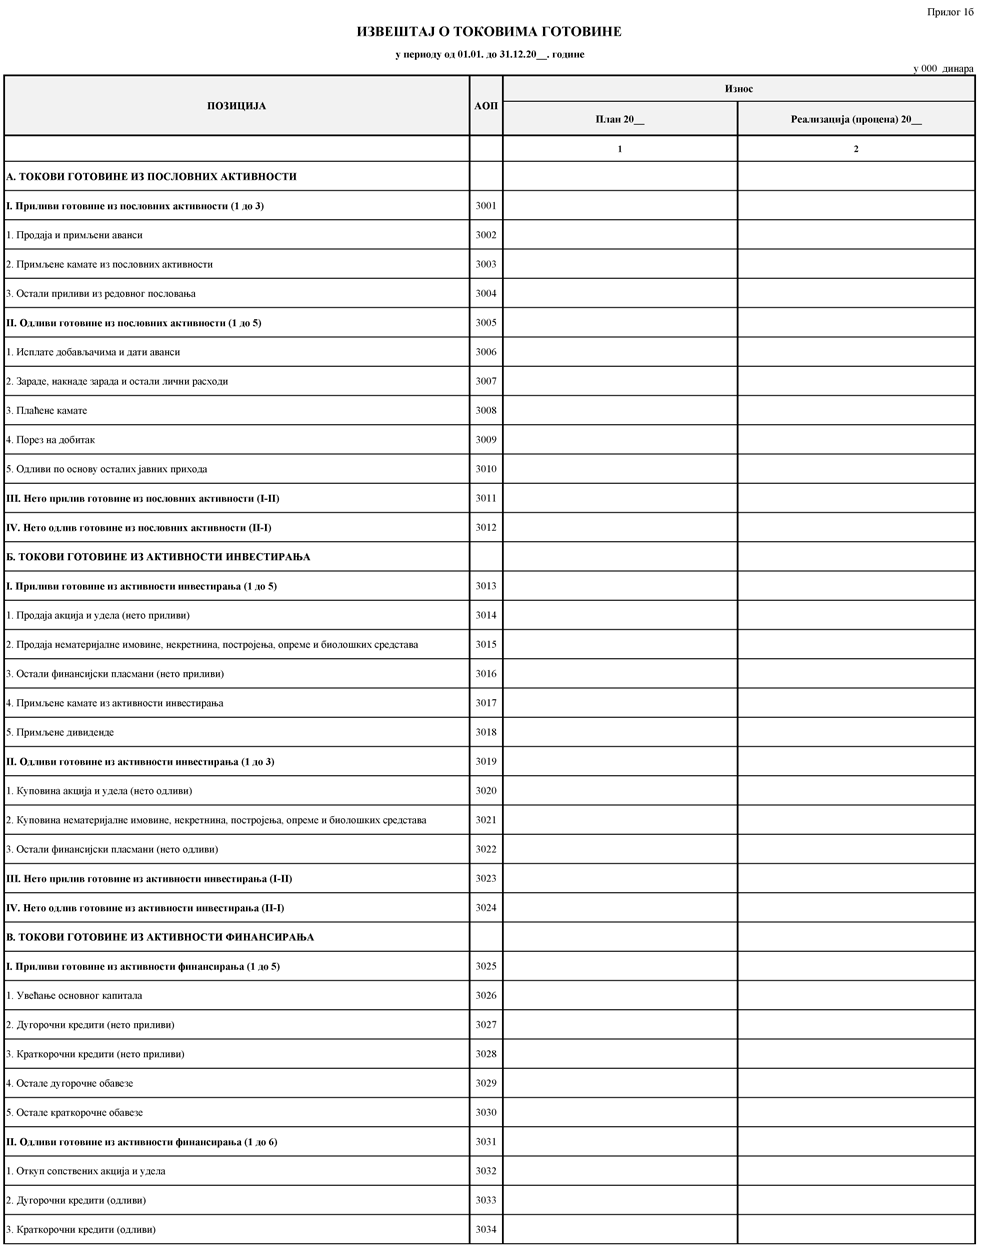 Прилог 1б
ИЗВЕШТАЈ О ТОКОВИМА ГОТОВИНЕ
у периоду од 01.01. до 31.12.20__. године
у 000 динара
ПОЗИЦИЈА АОП Износ
План 20__ Реализација (процена) 20__
1 2
А. ТОКОВИ ГОТОВИНЕ ИЗ ПОСЛОВНИХ АКТИВНОСТИ
I. Приливи готовине из пословних активности (1 до 3) 3001
1. Продаја и примљени аванси 3002
2. Примљене камате из пословних активности 3003
3. Остали приливи из редовног пословања 3004
II. Одливи готовине из пословних активности (1 до 5) 3005
1. Исплате добављачима и дати аванси 3006
2. Зараде, накнаде зарада и остали лични расходи 3007
3. Плаћене камате 3008
4. Порез на добитак 3009
5. Одливи по основу осталих јавних прихода 3010
III. Нето прилив готовине из пословних активности (I-II) 3011
IV. Нето одлив готовине из пословних активности (II-I) 3012
Б. ТОКОВИ ГОТОВИНЕ ИЗ АКТИВНОСТИ ИНВЕСТИРАЊА
I. Приливи готовине из активности инвестирања (1 до 5) 3013
1. Продаја акција и удела (нето приливи) 3014
2. Продаја нематеријалне имовине, некретнина, постројења, опреме и биолошких средстава 3015
3. Остали финансијски пласмани (нето приливи) 3016
4. Примљене камате из активности инвестирања 3017
5. Примљене дивиденде 3018
II. Одливи готовине из активности инвестирања (1 до 3) 3019
1. Куповина акција и удела (нето одливи) 3020
2. Куповина нематеријалне имовине, некретнина, постројења, опреме и биолошких средстава 3021
3. Остали финансијски пласмани (нето одливи) 3022
III. Нето прилив готовине из активности инвестирања (I-II) 3023
IV. Нето одлив готовине из активности инвестирања (II-I) 3024
В. ТОКОВИ ГОТОВИНЕ ИЗ АКТИВНОСТИ ФИНАНСИРАЊА
I. Приливи готовине из активности финансирања (1 до 5) 3025
1. Увећање основног капитала 3026
2. Дугорочни кредити (нето приливи) 3027
3. Краткорочни кредити (нето приливи) 3028
4. Остале дугорочне обавезе 3029
5. Остале краткорочне обавезе 3030
II. Одливи готовине из активности финансирања (1 до 6) 3031
1. Откуп сопствених акција и удела 3032
2. Дугорочни кредити (одливи) 3033
3. Краткорочни кредити (одливи) 3034